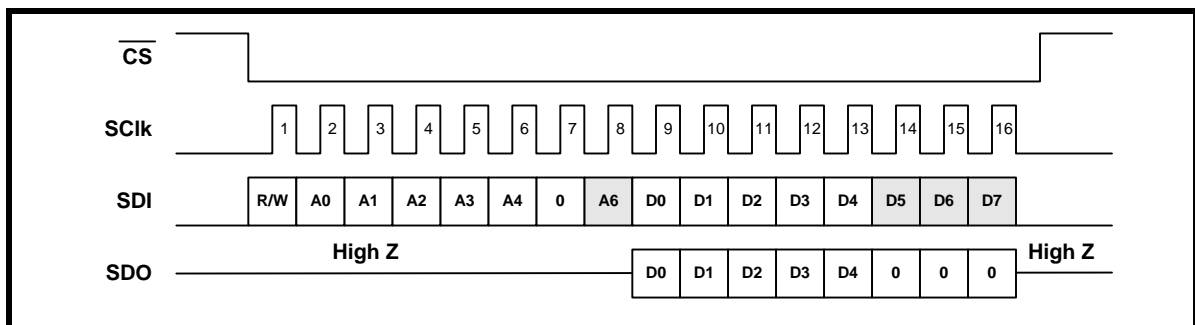 CS
SClk 1 2 3 4 5 6 7 8 9 10 11 12 13 14 15 16
SDI R/W A0 A1 A2 A3 A4 0 A6 D0 D1 D2 D3 D4 D5 D6 D7
High Z High Z
SDO D0 D1 D2 D3 D4 0 0 0